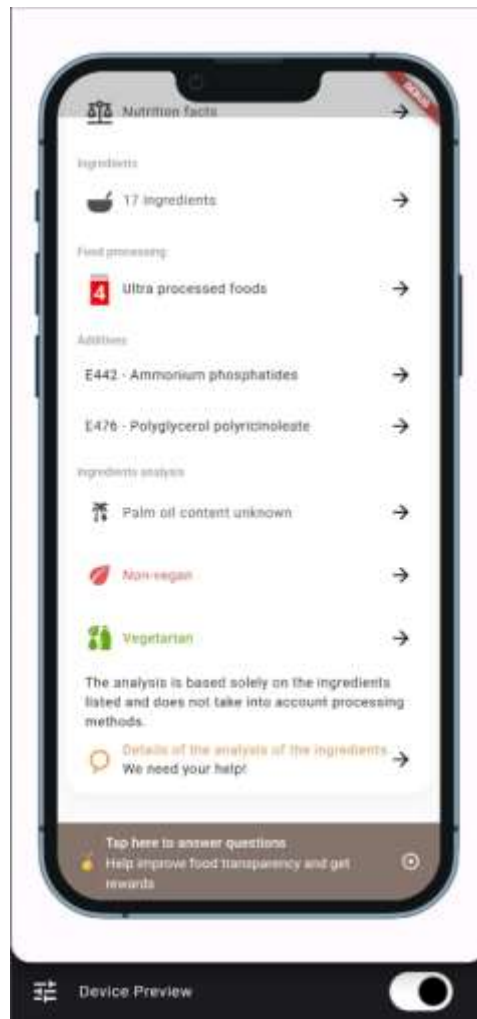 DEBUG
Nutrition facts
Ingredients
17 ingredients
Food processing
4
Ultra processed foods
Additives
E442 - Ammonium phosphatides
E476 - Polyglycerol polyricinoleate
Ingredients analysis
Palm oil content unknown
Non-vegan
Vegetarian
The analysis is based solely on the ingredients
listed and does not take into account processing
methods.
Details of the analysis of the ingredients
We need your help!
Tap here to answer questions
Help improve food transparency and get
rewards
Device Preview